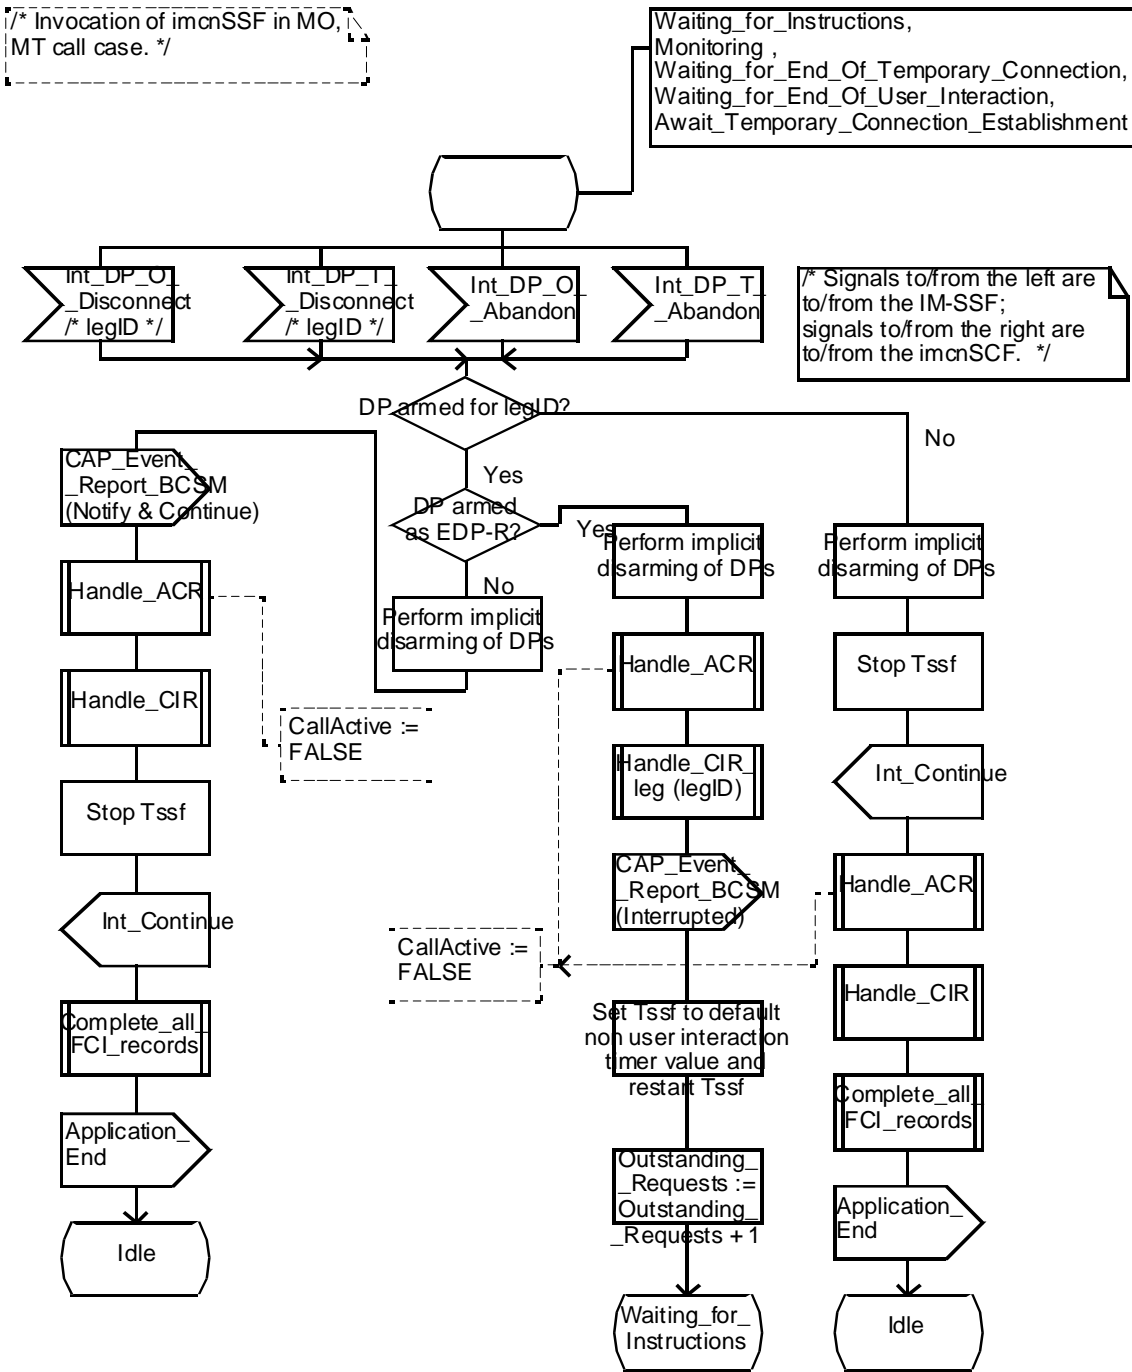 /* Invocation of imcnSSF in MO,
MT call case. */
Waiting_for_Instructions,
Monitoring ,
Waiting_for_End_Of_Temporary_Connection,
Waiting_for_End_Of_User_Interaction,
Await_Temporary_Connection_Establishment
Int_DP_O_
_Disconnect
/* legID */
Int_DP_T_
_Disconnect
/* legID */
Int_DP_O_
_Abandon
Int_DP_T_
_Abandon
/* Signals to/from the left are
to/from the IM-SSF;
signals to/from the right are
to/from the imcnSCF. */
DP armed for legID?
No
Yes
CAP_Event_
_Report_BCSM
(Notify & Continue)
DP armed
as EDP-R?
Yes
No
Perform implicit
disarming of DPs
Perform implicit
disarming of DPs
Perform implicit
disarming of DPs
Handle_ACR
Handle_CIR
CallActive :=
FALSE
Stop Tssf
Int_Continue
Complete_all_
FCI_records
Application_
End
Idle
Handle_ACR
Handle_CIR_
leg (legID)
CAP_Event_
_Report_BCSM
(Interrupted)
CallActive :=
FALSE
Set Tssf to default
non user interaction
timer value and
restart Tssf
Outstanding_
_Requests :=
Outstanding_
_Requests + 1
Waiting_for_
Instructions
Stop Tssf
Int_Continue
Handle_ACR
Handle_CIR
Complete_all_
FCI_records
Application_
End
Idle